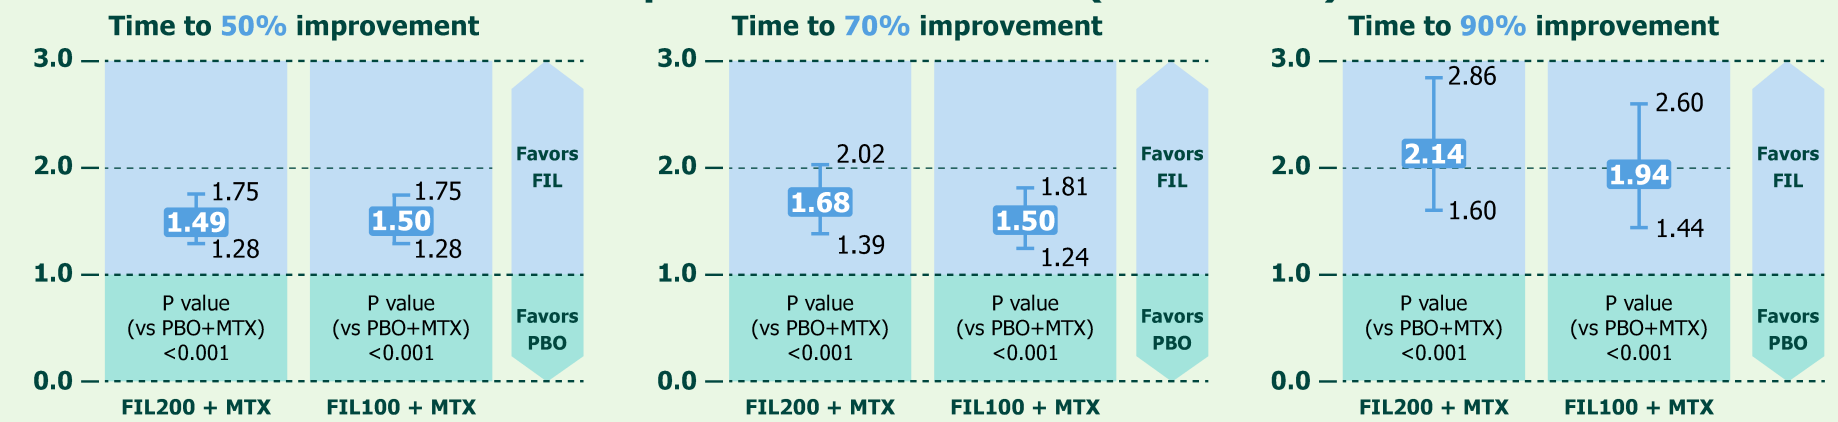 Time to 50% improvement
3.0
2.0
1.0
0.0
1.75
1.49
1.28
1.75
1.50
1.28
Favors
FIL
P value
(vs PBO+MTX)
<0.001
P value
(vs PBO+MTX)
<0.001
Favors
PBO
FIL200 + MTX
FIL100 + MTX
Time to 70% improvement
3.0
2.0
1.0
0.0
2.02
1.68
1.39
1.81
1.50
1.24
Favors
FIL
P value
(vs PBO+MTX)
<0.001
P value
(vs PBO+MTX)
<0.001
Favors
PBO
FIL200 + MTX
FIL100 + MTX
Time to 90% improvement
3.0
2.0
1.0
0.0
2.86
2.14
1.60
2.60
1.94
1.44
Favors
FIL
P value
(vs PBO+MTX)
<0.001
P value
(vs PBO+MTX)
<0.001
Favors
PBO
FIL200 + MTX
FIL100 + MTX